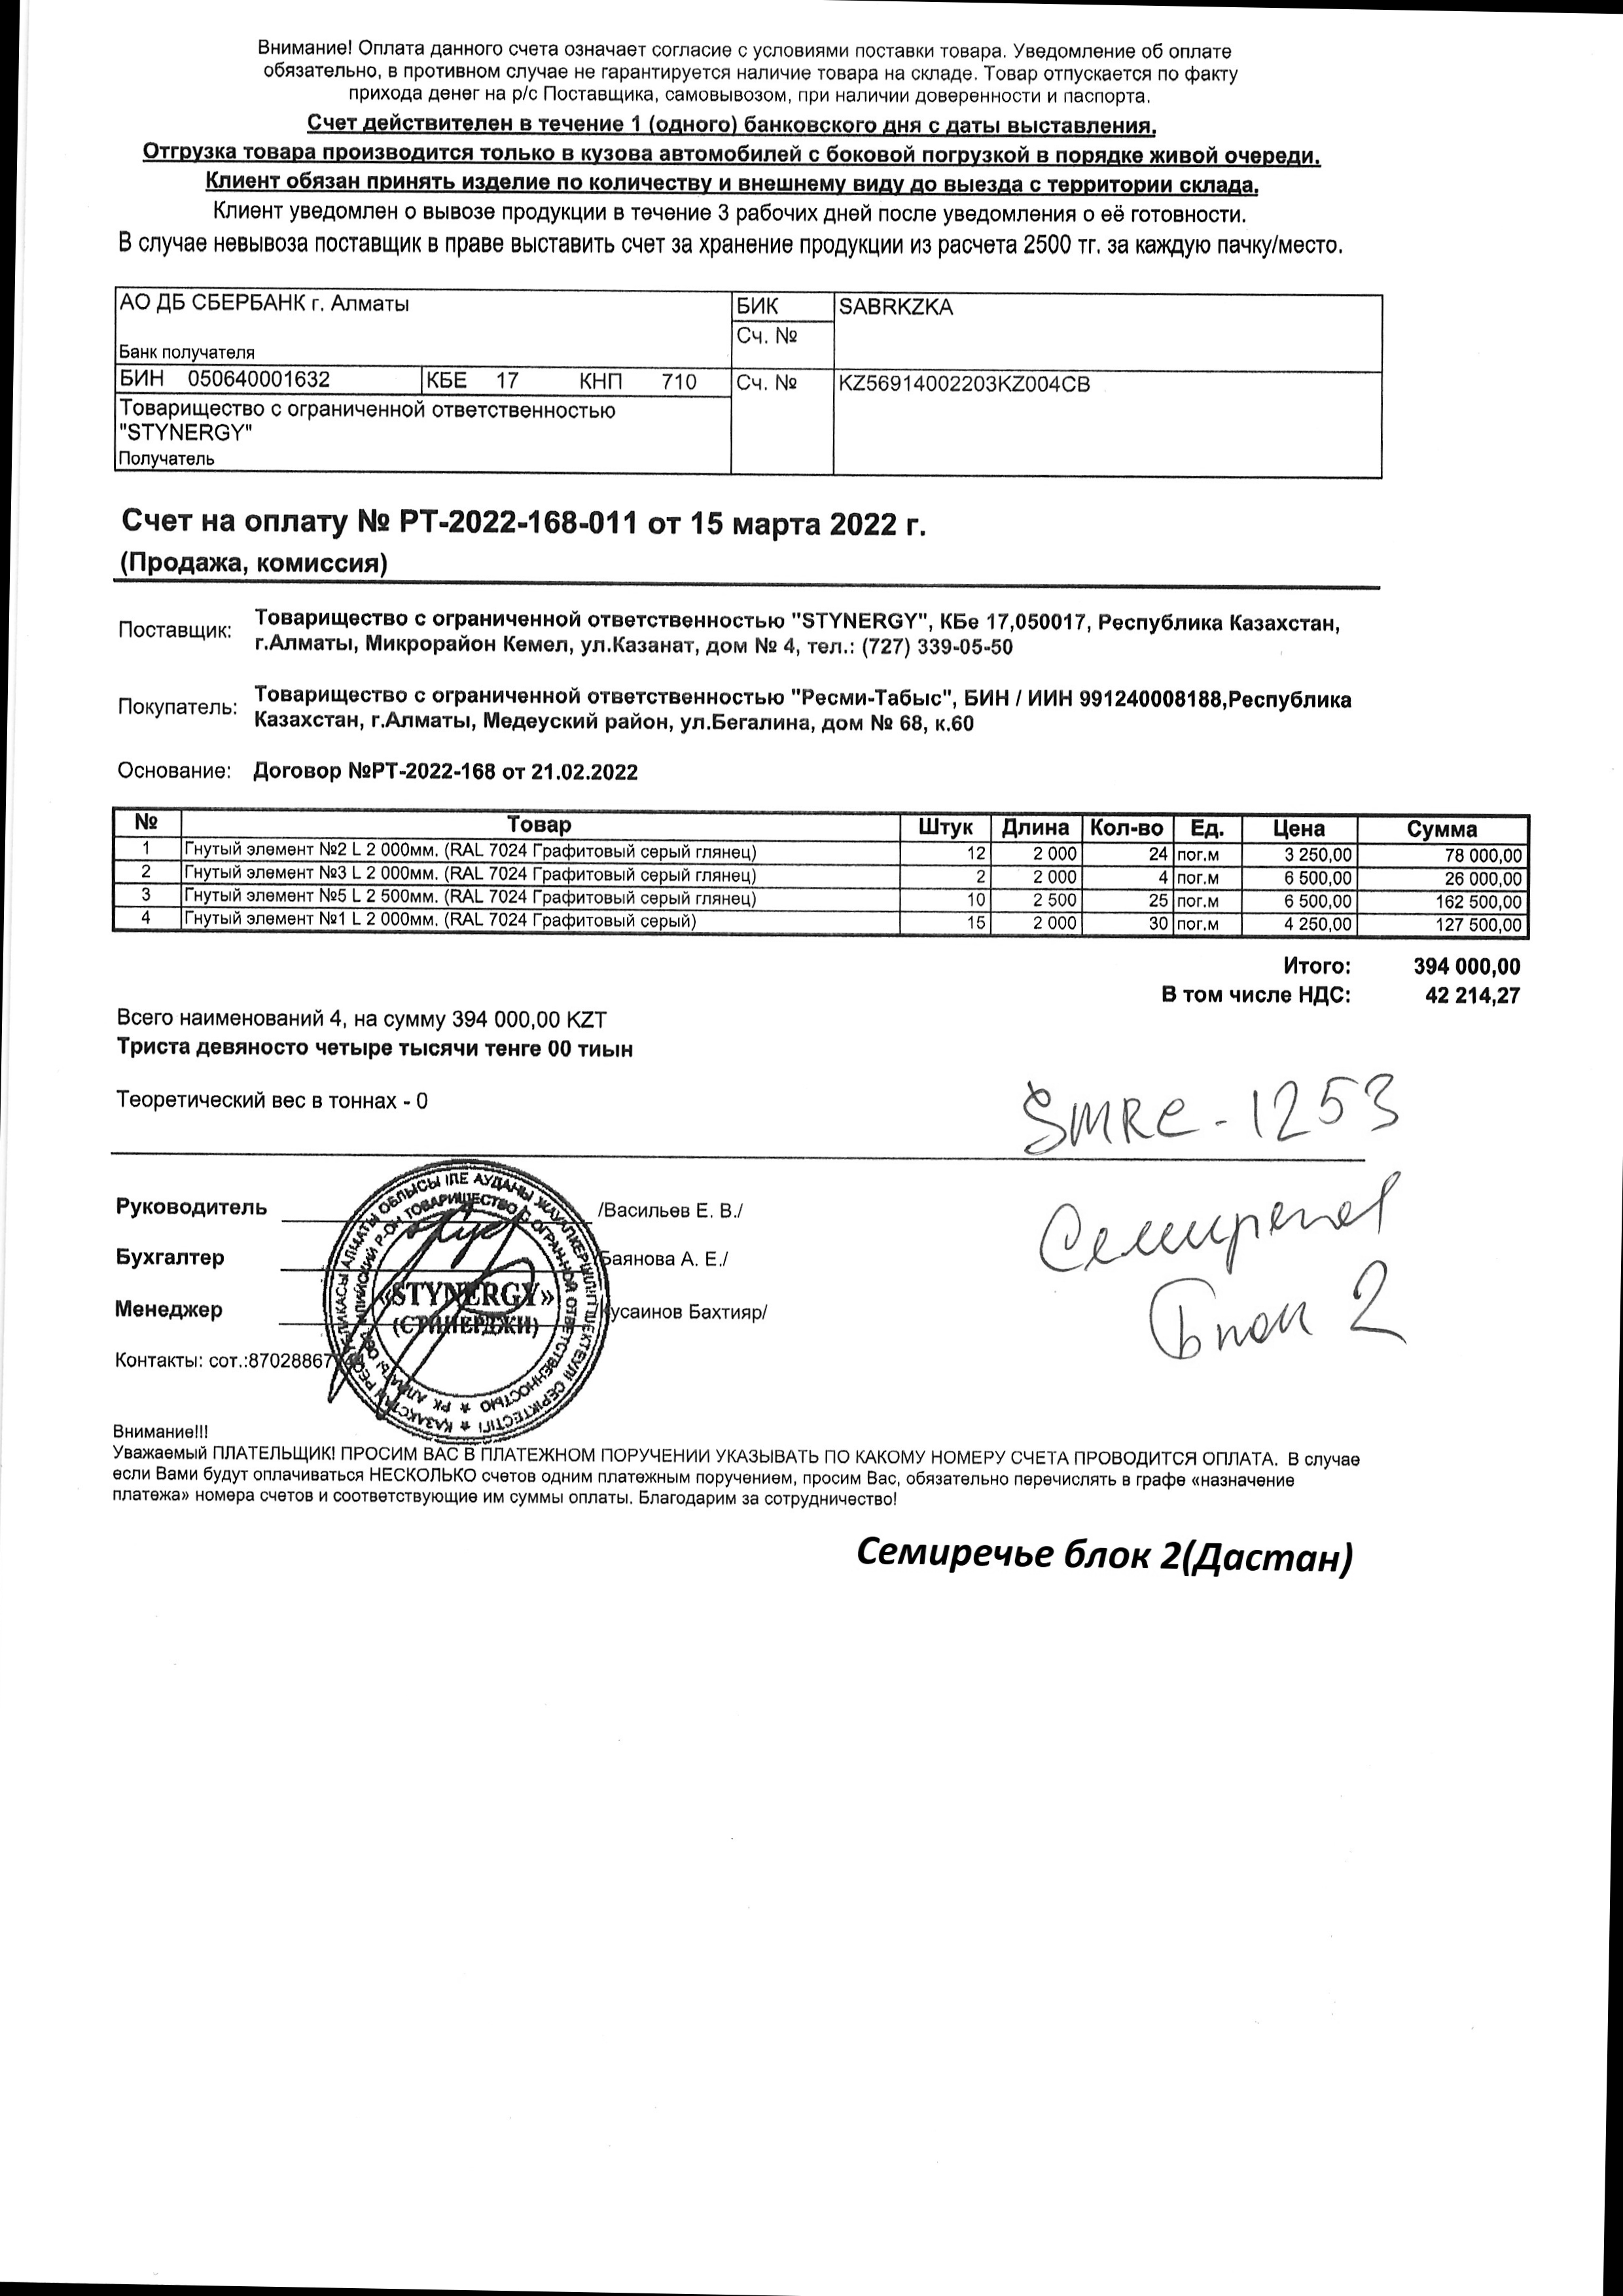 Внимание! Оплата данного счета означает согласие с условиями поставки товара. Уведомление об оплате
обязательно, в противном случае не гарантируется наличие товара на складе. Товар отпускается по факту
прихода денег на р/с Поставщика, самовывозом, при наличии доверенности и паспорта.
Счет действителен в течение 1 (одного) банковского дня с даты выставления.
Отгрузка товара производится только в кузова автомобилей с боковой погрузкой в порядке живой очереди.
Клиент обязан принять изделие по количеству и внешнему виду до выезда с территории склада.
Клиент уведомлен о вывозе продукции в течение 3 рабочих дней после уведомления о её готовности.
В случае невывоза поставщик в праве выставить счет за хранение продукции из расчета 2500 тг. за каждую пачку/место.
АО ДБ СБЕРБАНК г. Алматы БИК SABRKZKA
Сч. №
Банк получателя
БИН 050640001632 КБЕ 17 КНП 710 Сч. № KZ56914002203KZ004CB
Товарищество с ограниченной ответственностью
"STYNERGY"
Получатель
Счет на оплату № РТ-2022-168-011 от 15 марта 2022 г.
(Продажа, комиссия)
Поставщик: Товарищество с ограниченной ответственностью "STYNERGY", КБе 17,050017, Республика Казахстан,
г.Алматы, Микрорайон Кемел, ул.Казанат, дом № 4, тел.: (727) 339-05-50
Покупатель: Товарищество с ограниченной ответственностью "Ресми-Табыс", БИН / ИИН 991240008188,Республика
Казахстан, г.Алматы, Медеуский район, ул.Бегалина, дом № 68, к.60
Основание: Договор №РТ-2022-168 от 21.02.2022
№ Товар Штук Длина Кол-во Ед. Цена Сумма
1 Гнутый элемент №2 L 2 000мм. (RAL 7024 Графитовый серый глянец) 12 2 000 24 пог.м 3 250,00 78 000,00
2 Гнутый элемент №3 L 2 000мм. (RAL 7024 Графитовый серый глянец) 2 2 000 4 пог.м 6 500,00 26 000,00
3 Гнутый элемент №5 L 2 500мм. (RAL 7024 Графитовый серый глянец) 10 2 500 25 пог.м 6 500,00 162 500,00
4 Гнутый элемент №1 L 2 000мм. (RAL 7024 Графитовый серый) 15 2 000 30 пог.м 4 250,00 127 500,00
Итого: 394 000,00
В том числе НДС: 42 214,27
Всего наименований 4, на сумму 394 000,00 KZT
Триста девяносто четыре тысячи тенге 00 тиын
Теоретический вес в тоннах - 0
SMRC-1253
Руководитель /Васильев Е. В./
Бухгалтер Баянова А. Е./
Менеджер усаинов Бахтияр/
Блок 2
«STYNERGY»
(СТИНЕРДЖИ)
Контакты: сот.:87028867
Внимание!!!
Уважаемый ПЛАТЕЛЬЩИК! ПРОСИМ ВАС В ПЛАТЕЖНОМ ПОРУЧЕНИИ УКАЗЫВАТЬ ПО КАКОМУ НОМЕРУ СЧЕТА ПРОВОДИТСЯ ОПЛАТА. В случае
если Вами будут оплачиваться НЕСКОЛЬКО счетов одним платежным поручением, просим Вас, обязательно перечислять в графе «назначение
платежа» номера счетов и соответствующие им суммы оплаты. Благодарим за сотрудничество!
Семиречье блок 2(Дастан)